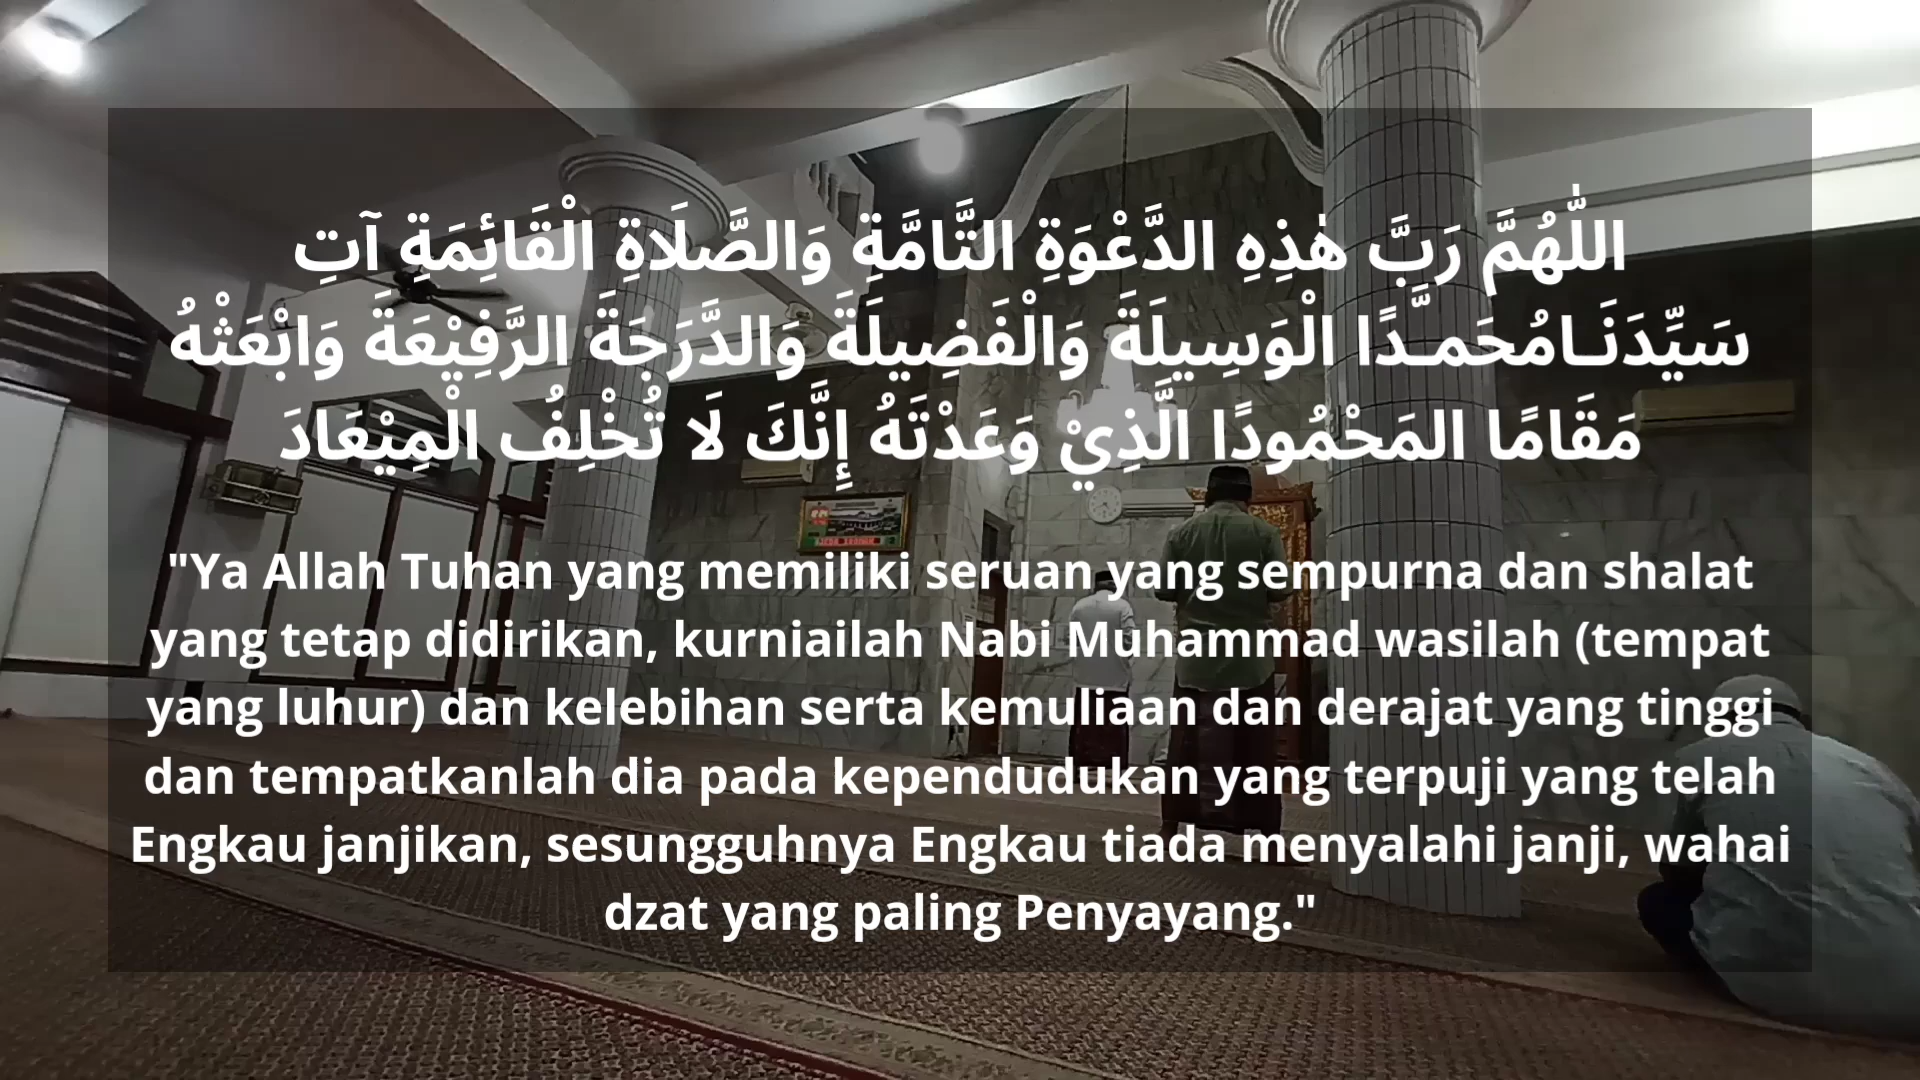 اللّٰهُمَّ رَبَّ هٰذِهِ الدَّعْوَةِ التَّامَّةِ وَالصَّلَاةِ الْقَائِمَةِ آتِ
سَيِّدَنَـامُحَمـَّدًا الْوَسِيلَةَ وَالْفَضِيلَةَ وَالدَّرَجَةَ الرَّفِيْعَةَ وَابْعَثْهُ
مَقَامًا المَحْمُودًا الَّذِيْ وَعَدْتَهُ إِنَّكَ لَا تُخْلِفُ الْمِيْعَادَ
"Ya Allah Tuhan yang memiliki seruan yang sempurna dan shalat
yang tetap didirikan, kurniailah Nabi Muhammad wasilah (tempat
yang luhur) dan kelebihan serta kemuliaan dan derajat yang tinggi
dan tempatkanlah dia pada kependudukan yang terpuji yang telah
Engkau janjikan, sesungguhnya Engkau tiada menyalahi janji, wahai
dzat yang paling Penyayang."